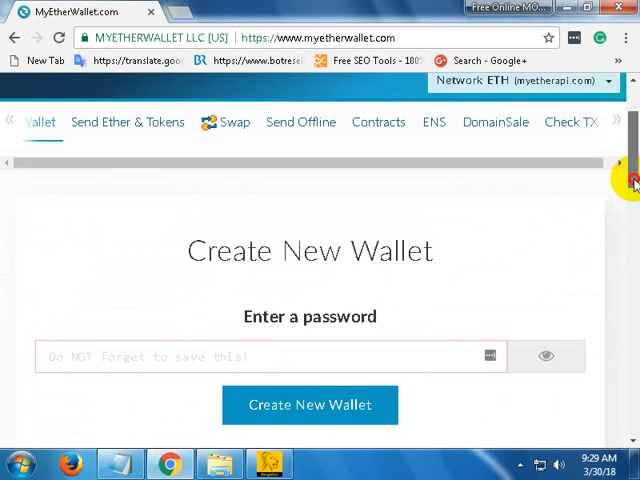 MyEtherWallet.com
Free Online MO...
MYETHERWALLET LLC [US]
https://www.myetherwallet.com
New Tab
https://translate.goo
BR
https://www.botresel
Free SEO Tools - 100%
Search - Google+
Network ETH (myetherapi.com)
Wallet
Send Ether & Tokens
Swap
Send Offline
Contracts
ENS
DomainSale
Check TX
Create New Wallet
Enter a password
Do NOT forget to save this!
Create New Wallet
9:29 AM
3/30/18